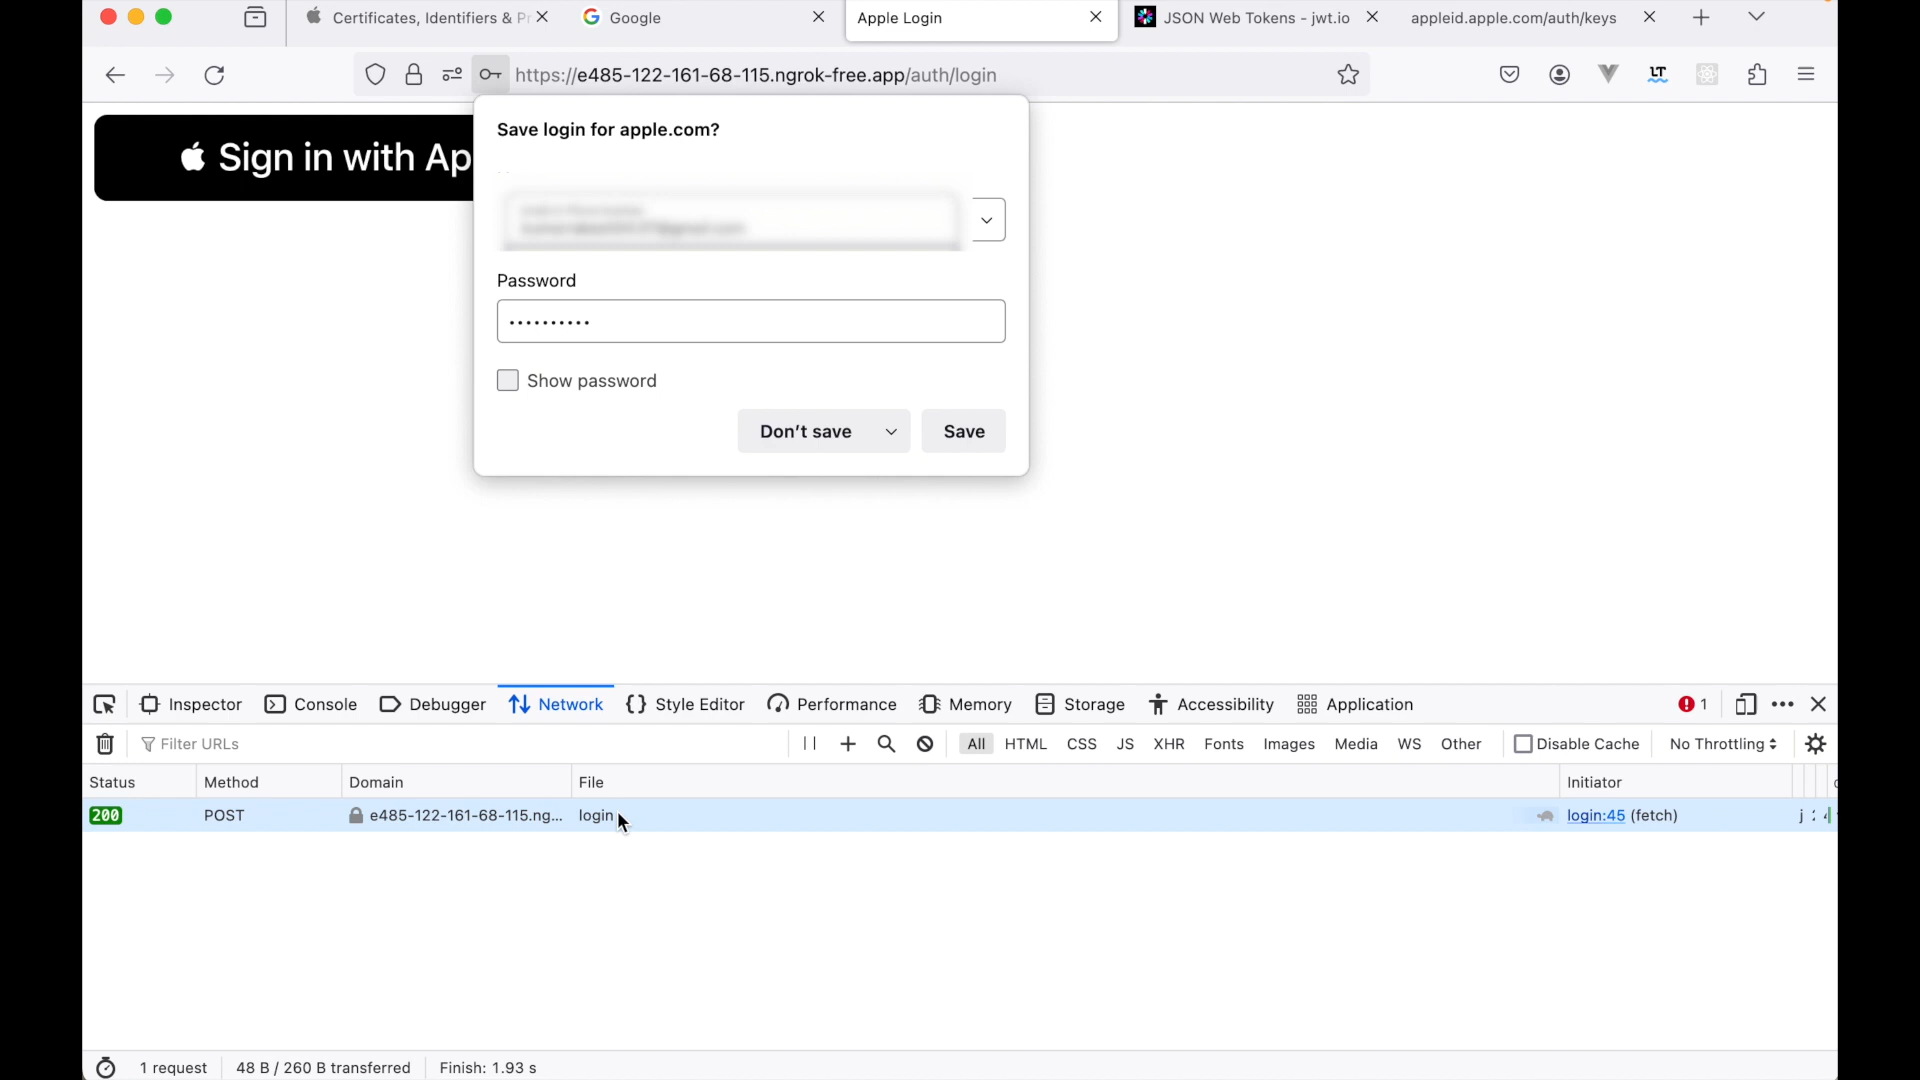 Certificates, Identifiers & Pr
Google
Apple Login
JSON Web Tokens - jwt.io
appleid.apple.com/auth/keys
https://e485-122-161-68-115.ngrok-free.app/auth/login
LT
Sign in with Ap
Save login for apple.com?
Password
Show password
Don't save
Save
Inspector
Console
Debugger
Network
Style Editor
Performance
Memory
Storage
Accessibility
Application
1
Filter URLs
All
HTML
CSS
JS
XHR
Fonts
Images
Media
WS
Other
Disable Cache
No Throttling
Status
Method
Domain
File
Initiator
200
POST
e485-122-161-68-115.ng...
login
login:45 (fetch)
j
1 request
48 B / 260 B transferred
Finish: 1.93 s